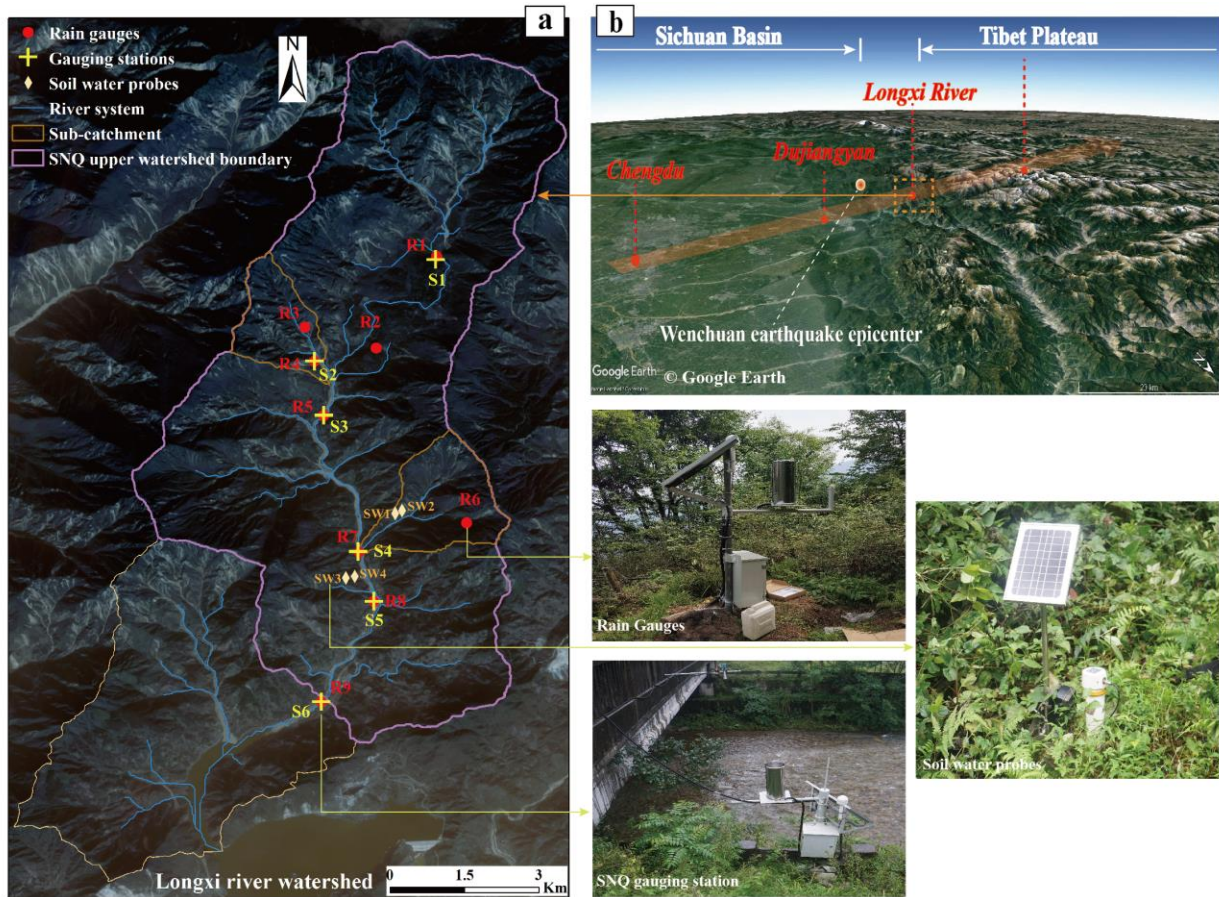 a
Rain gauges
Gauging stations
Soil water probes
River system
Sub-catchment
SNQ upper watershed boundary
N
R1
S1
R3
R2
R4
S2
R5
S3
SW1
SW2
R6
R7
S4
SW3
SW4
R8
S5
R9
S6
Longxi river watershed
0 1.5 3
Km
b
Sichuan Basin
Tibet Plateau
Longxi River
Dujiangyan
Chengdu
Wenchuan earthquake epicenter
Google Earth
© Google Earth
N
Rain Gauges
Soil water probes
SNQ gauging station